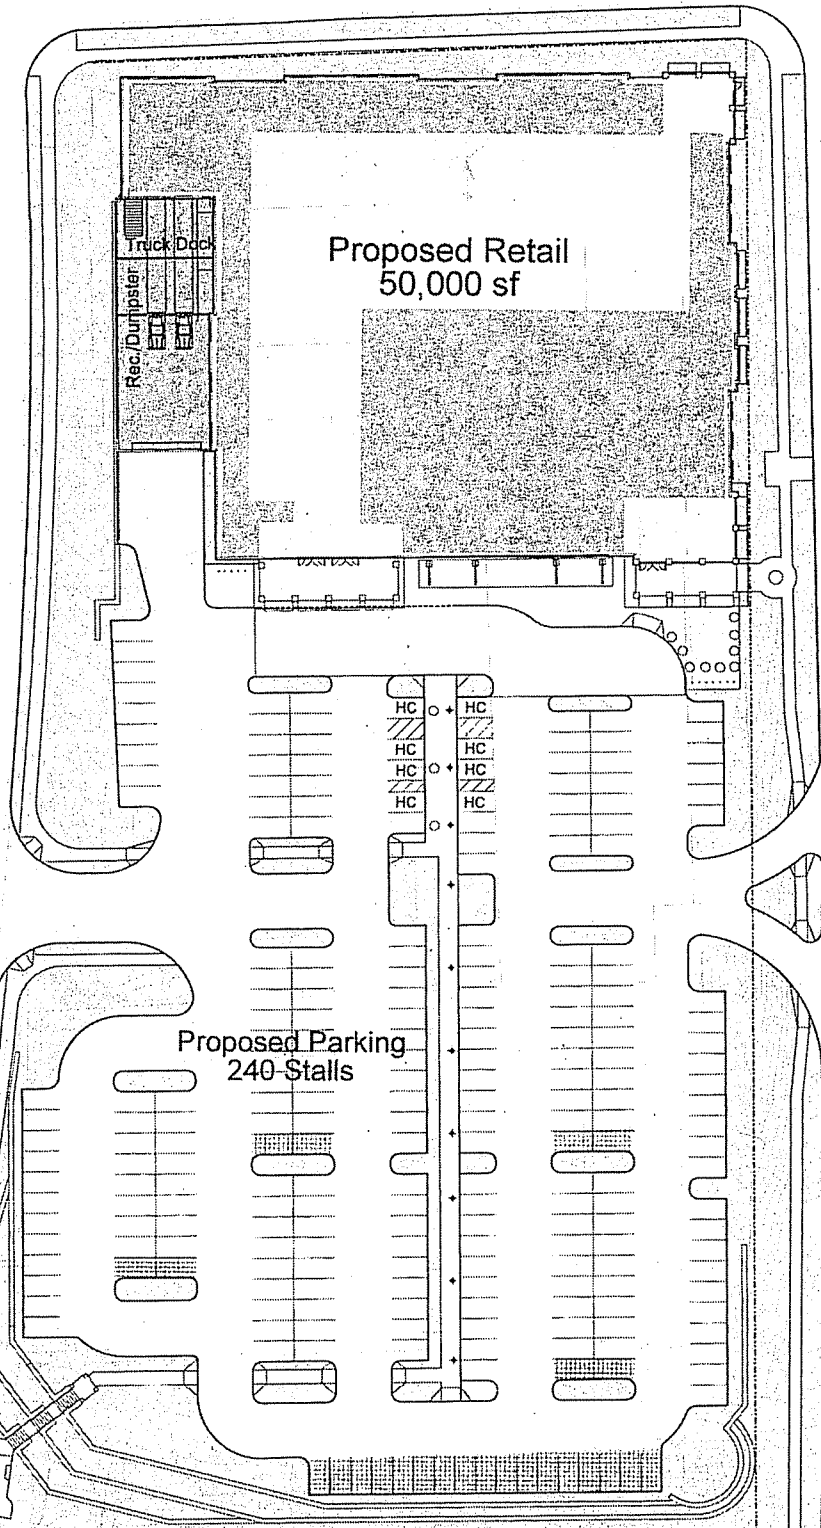 Truck Dock
Proposed Retail
50,000 sf
Rec./Dumpster
HC HC
HC HC
HC HC
HC HC
Proposed Parking
240 Stalls